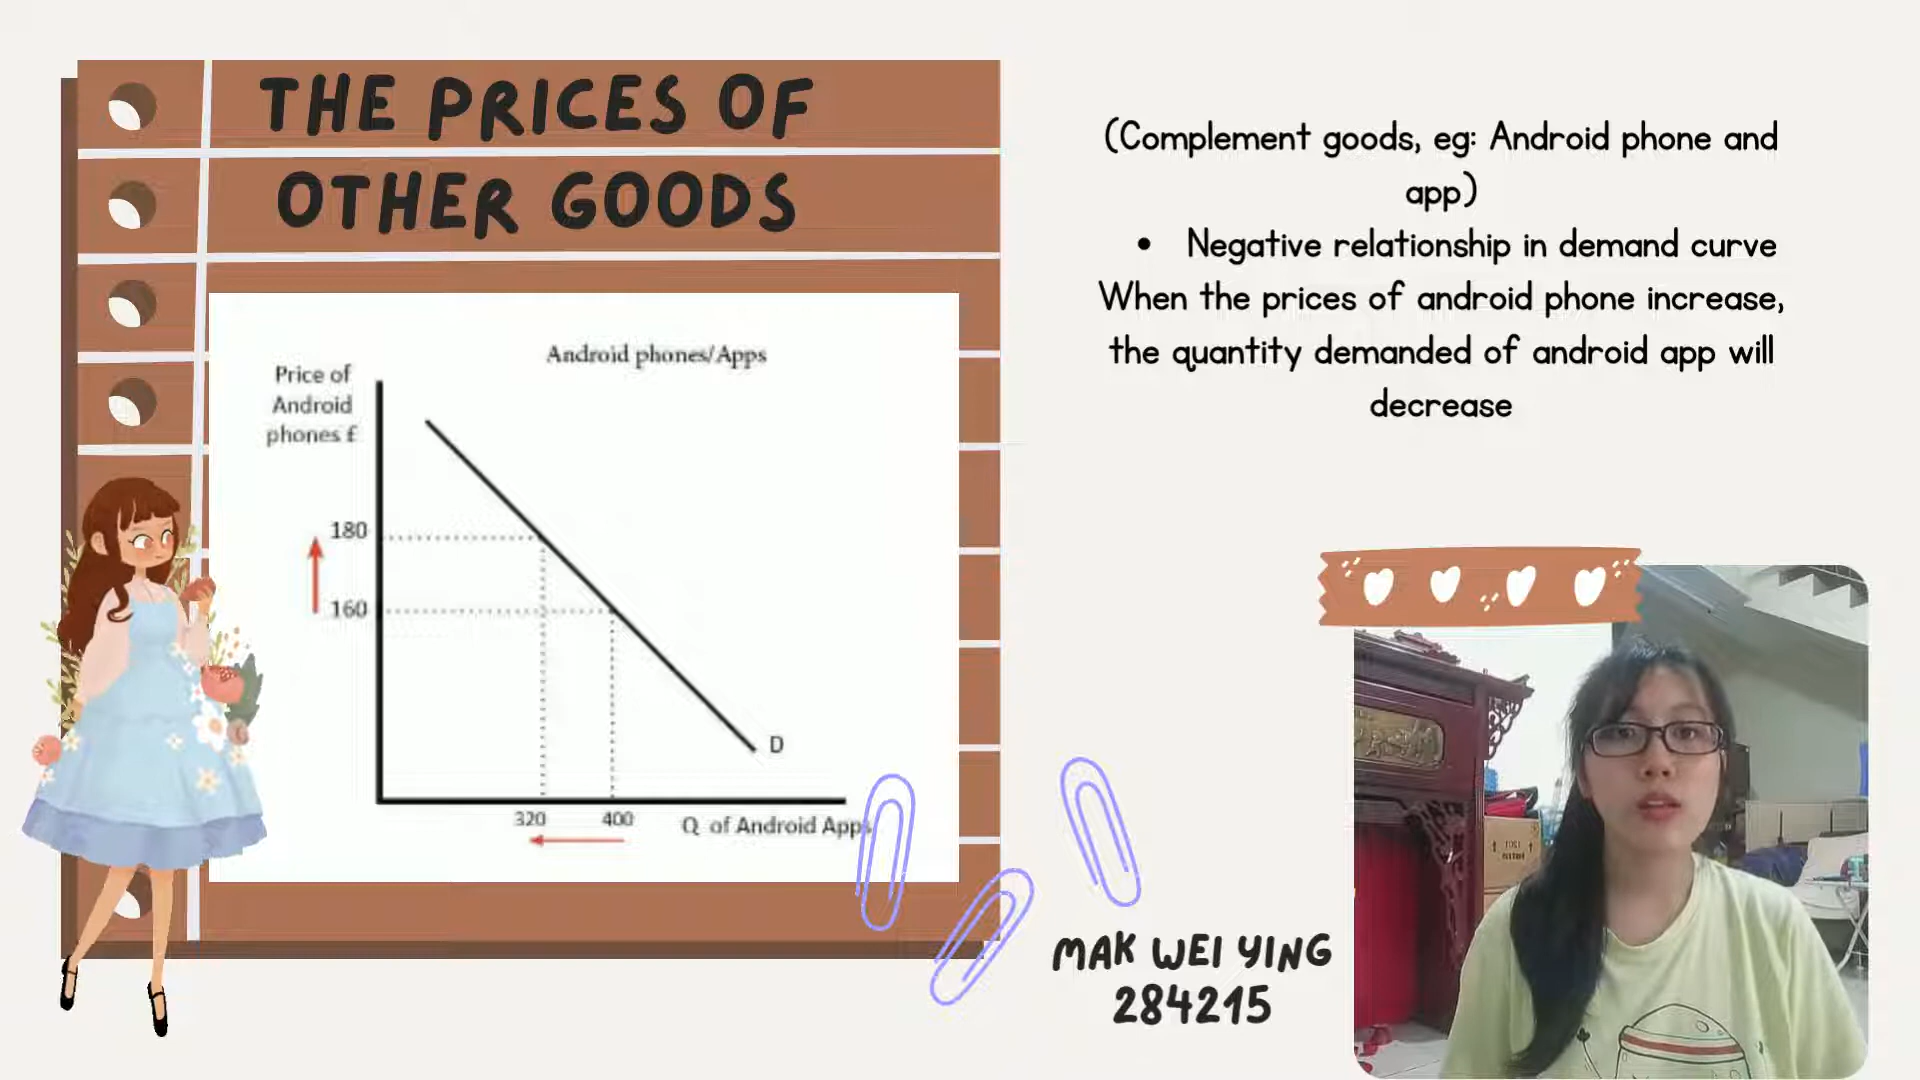 THE PRICES OF
OTHER GOODS
(Complement goods, eg: Android phone and
app)
• Negative relationship in demand curve
When the prices of android phone increase,
the quantity demanded of android app will
decrease
Android phones/Apps
Price of
Android
phones £
180
160
D
320
400
Q of Android Apps
MAK WEI YING
284215